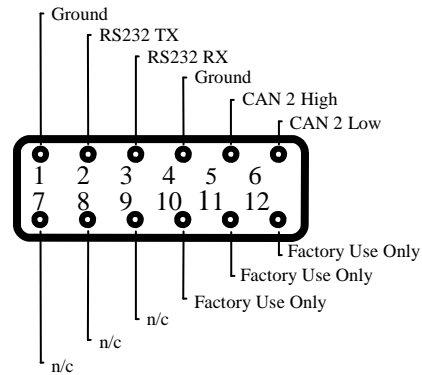 Ground
RS232 TX
RS232 RX
Ground
CAN 2 High
CAN 2 Low
1 2 3 4 5 6
7 8 9 10 11 12
Factory Use Only
Factory Use Only
Factory Use Only
n/c
n/c
n/c